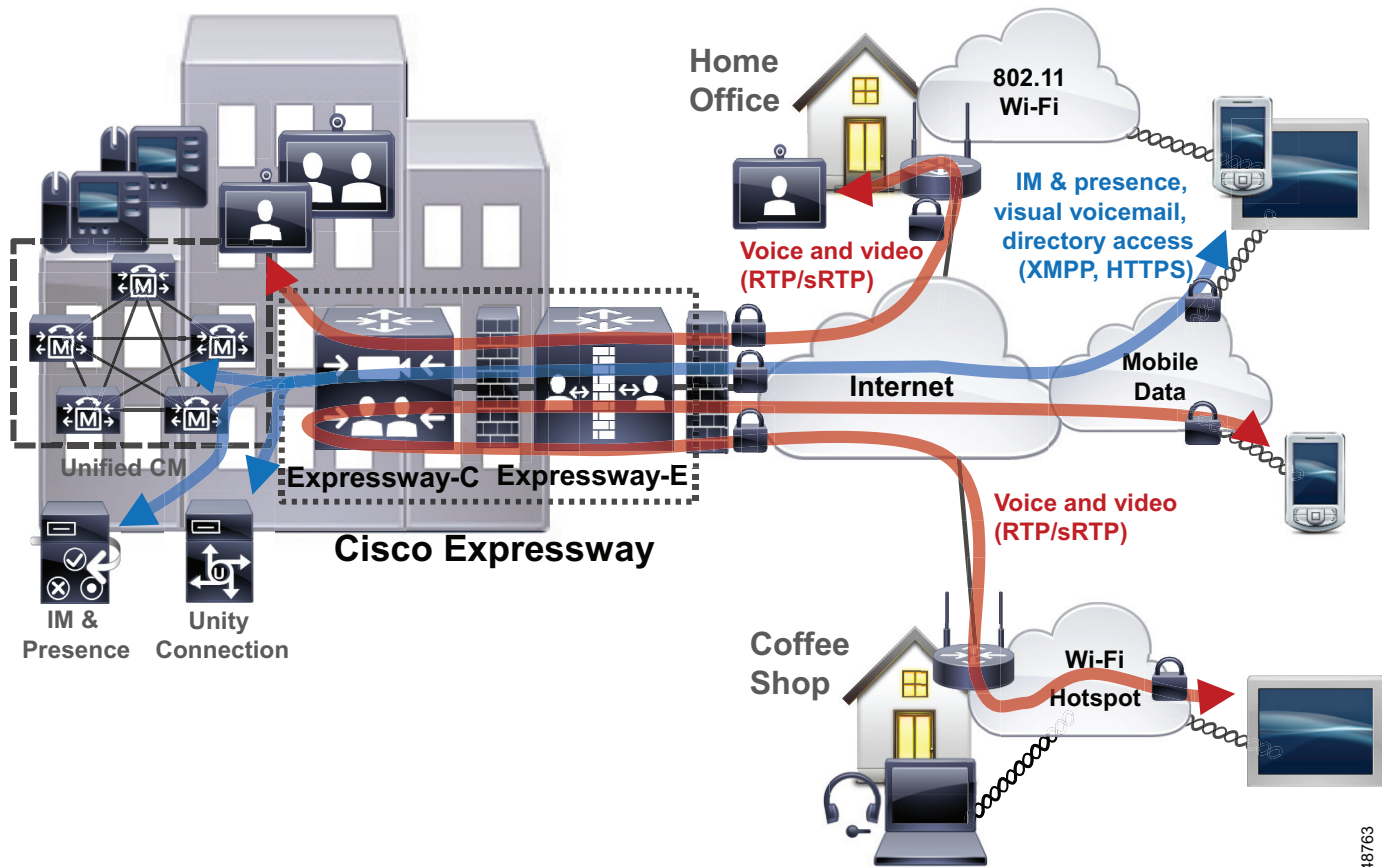 Home
Office
802.11
Wi-Fi
IM & presence,
visual voicemail,
directory access
(XMPP, HTTPS)
Voice and video
(RTP/sRTP)
M
M
M
M
M
Unified CM
Internet
Mobile
Data
Expressway-C
Expressway-E
Cisco Expressway
Voice and video
(RTP/sRTP)
U
IM &
Presence
Unity
Connection
Coffee
Shop
Wi-Fi
Hotspot
48763